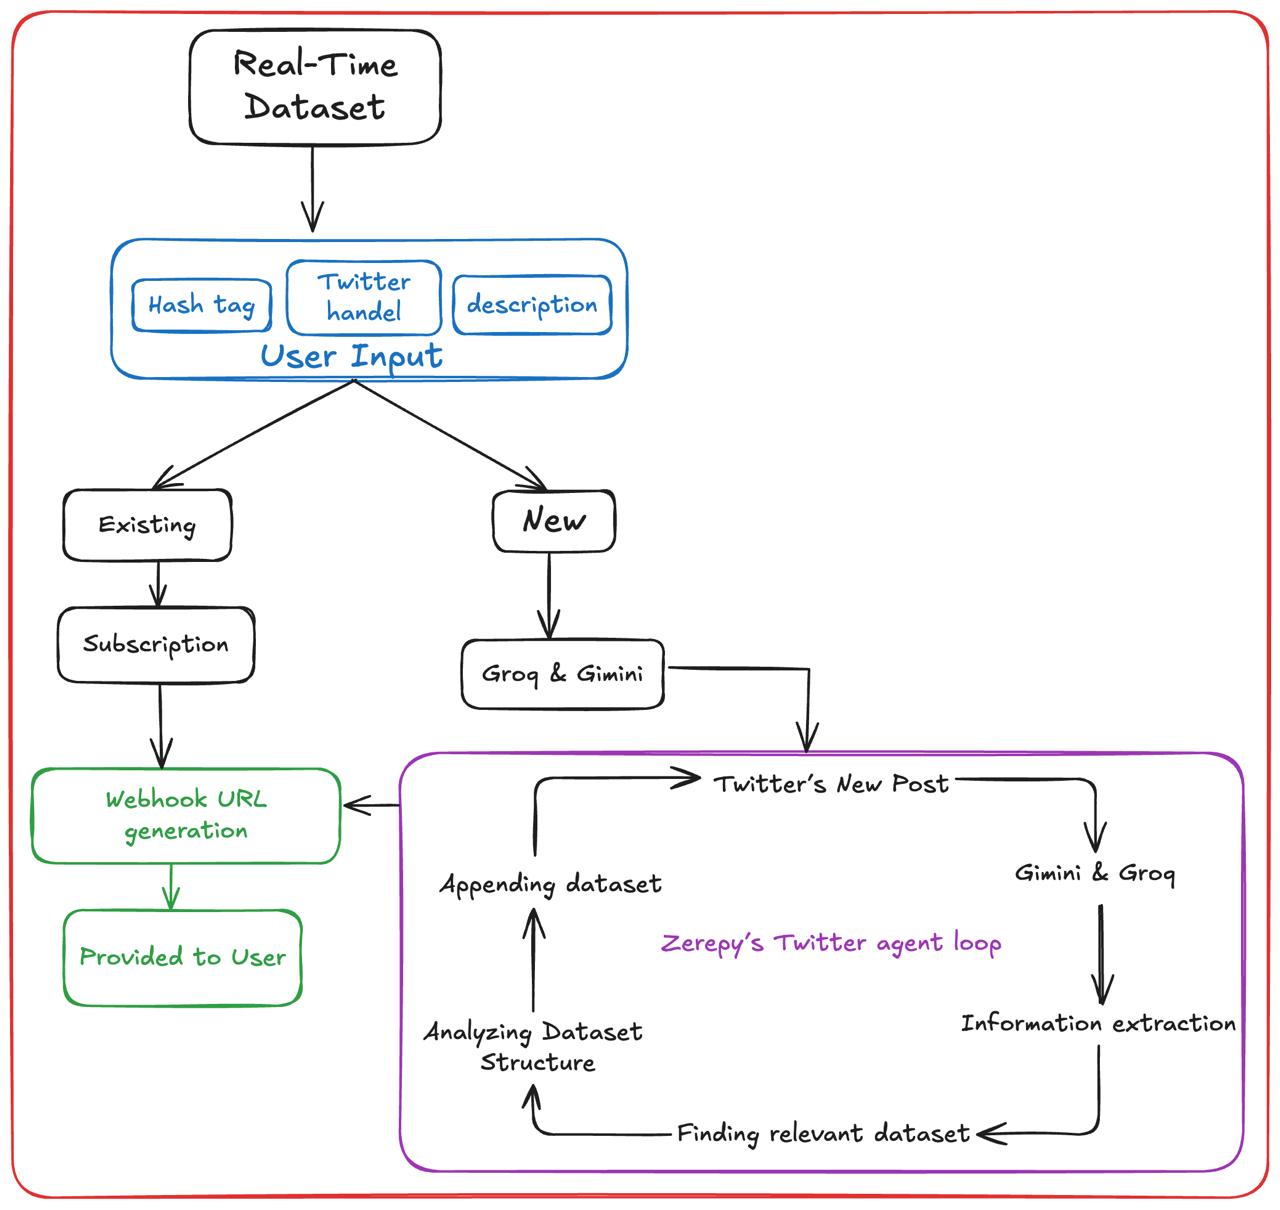 Real-Time
Dataset
Hash tag
Twitter
handel
description
User Input
Existing
New
Subscription
Groq & Gimini
Webhook URL
generation
Provided to User
Twitter's New Post
Gimini & Groq
Information extraction
Finding relevant dataset
Analyzing Dataset
Structure
Appending dataset
Zerepy's Twitter agent loop